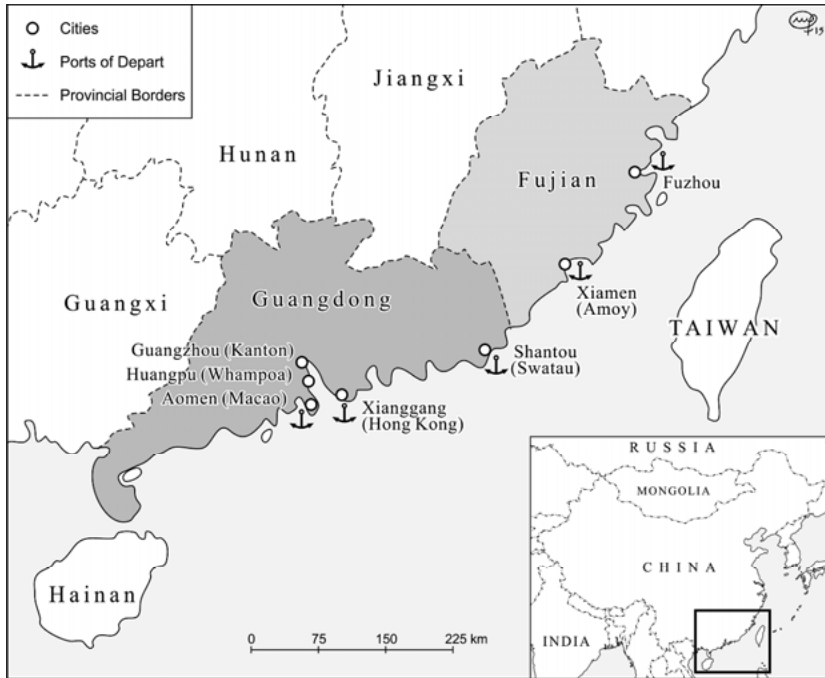 Cities
Ports of Depart
Provincial Borders
Jiangxi
Hunan
Fujian
Fuzhou
Guangxi
Guangdong
Xiamen
(Amoy)
TAIWAN
Guangzhou (Kanton)
Huangpu (Whampoa)
Aomen (Macao)
Shantou
(Swatau)
Xianggang
(Hong Kong)
Hainan
0 75 150 225 km
RUSSIA
MONGOLIA
CHINA
INDIA